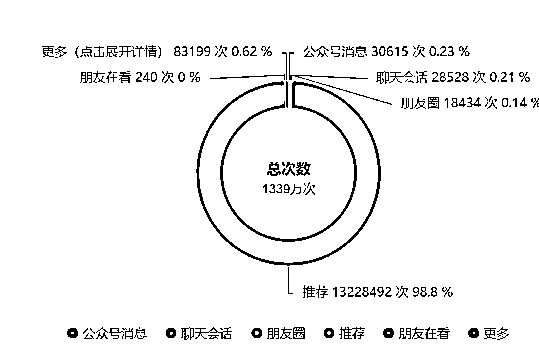 更多（点击展开详情） 83199 次 0.62 %
公众号消息 30615 次 0.23 %
朋友在看 240 次 0 %
聊天会话 28528 次 0.21 %
朋友圈 18434 次 0.14 %
总次数
1339万次
推荐 13228492 次 98.8 %
公众号消息 聊天会话 朋友圈 推荐 朋友在看 更多